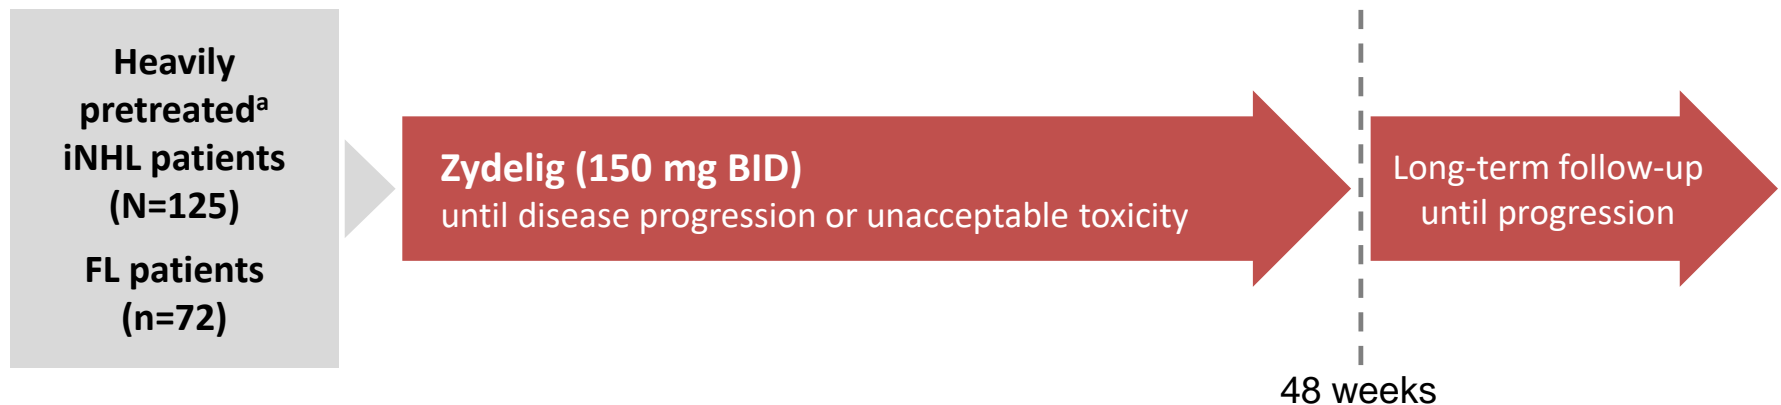 Heavily
pretreatedᵃ
iNHL patients
(N=125)
FL patients
(n=72)
Zydelig (150 mg BID)
until disease progression or unacceptable toxicity
Long-term follow-up
until progression
48 weeks